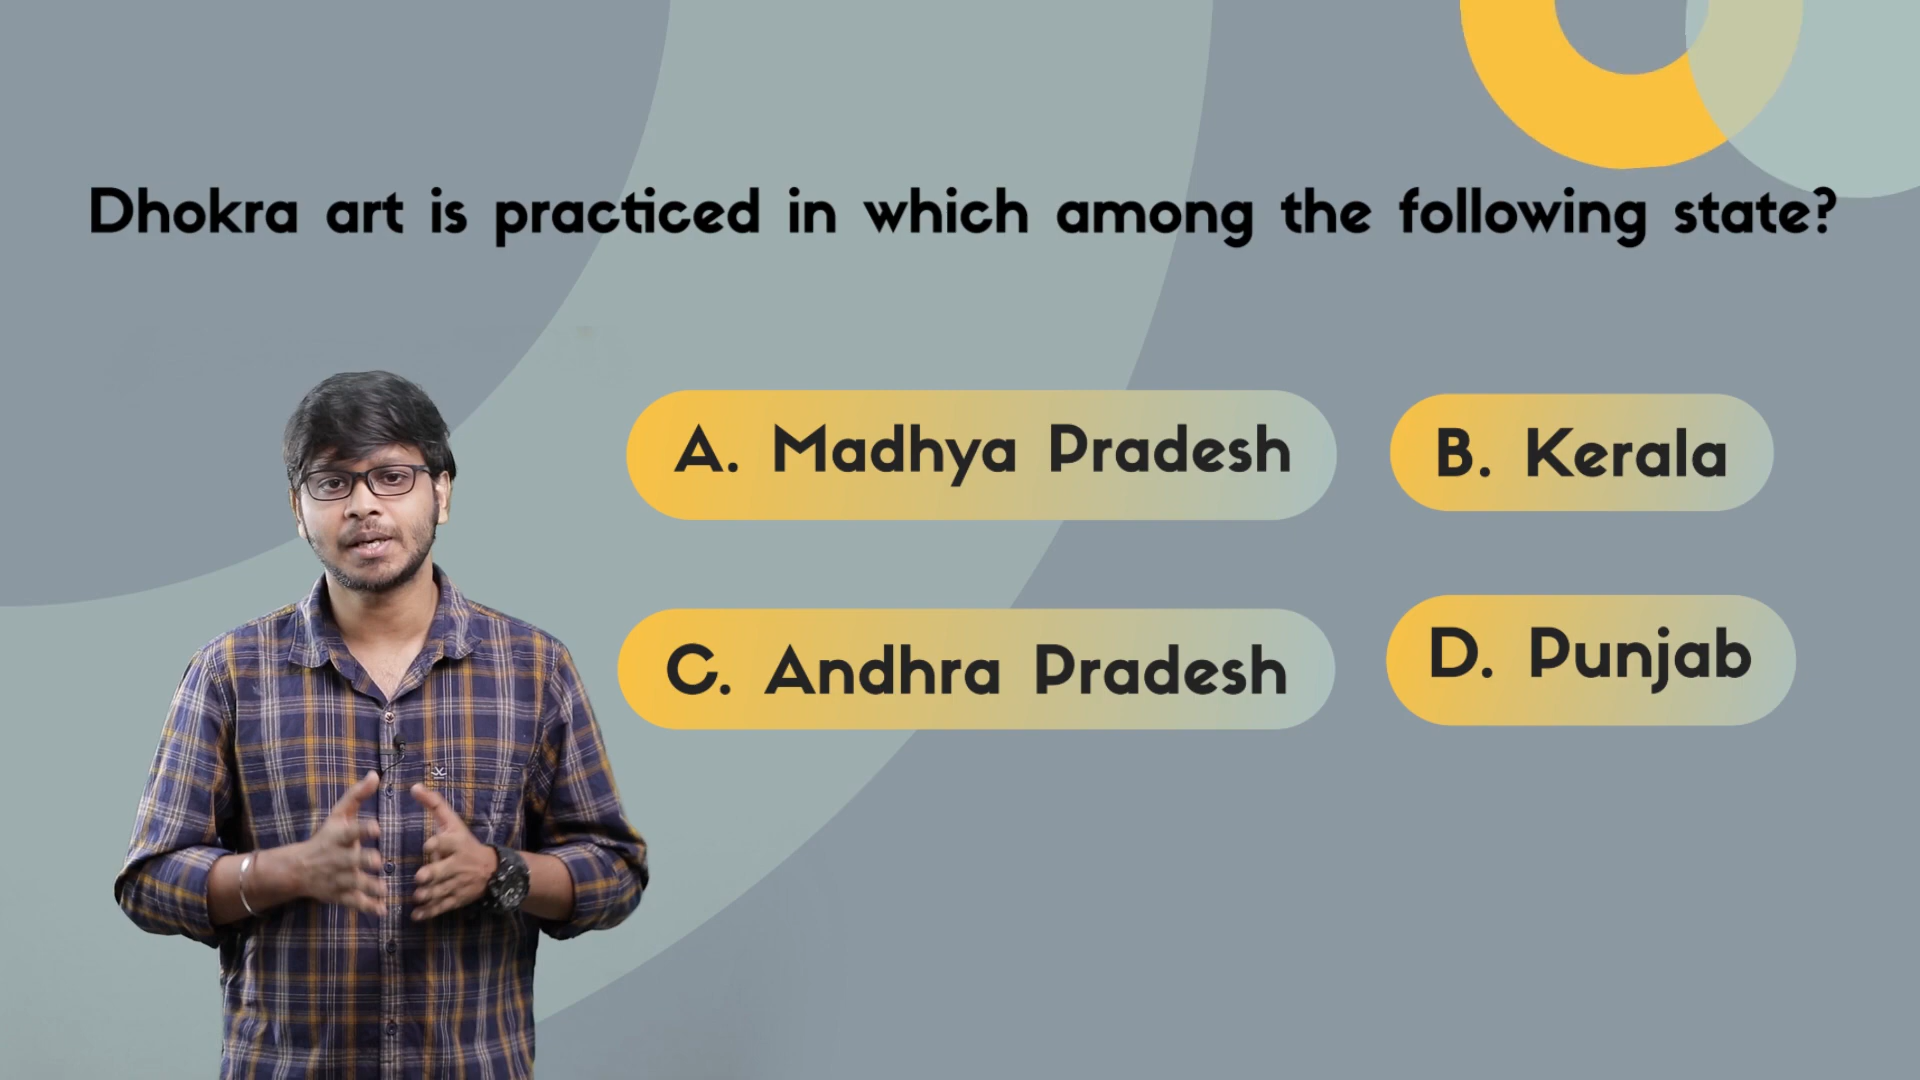 Dhokra art is practiced in which among the following state?
A. Madhya Pradesh
B. Kerala
C. Andhra Pradesh
D. Punjab